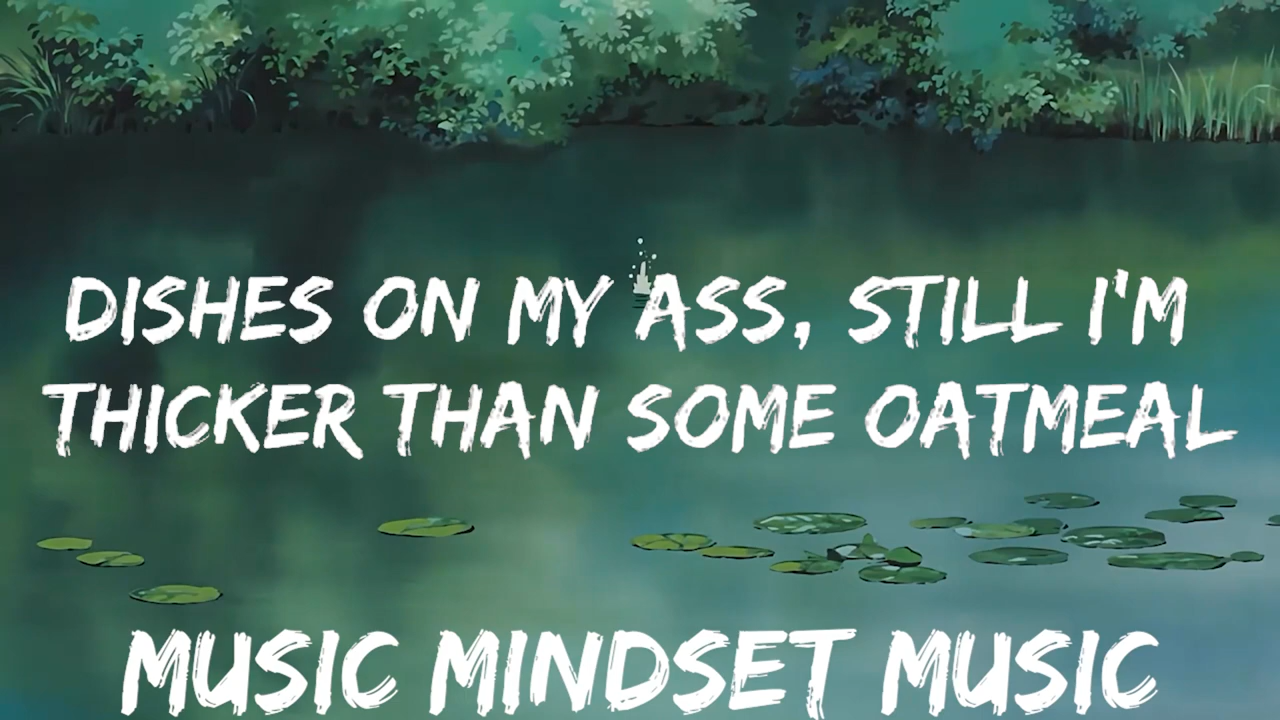 DISHES ON MY ASS, STILL I'M
THICKER THAN SOME OATMEAL
MUSIC MINDSET MUSIC